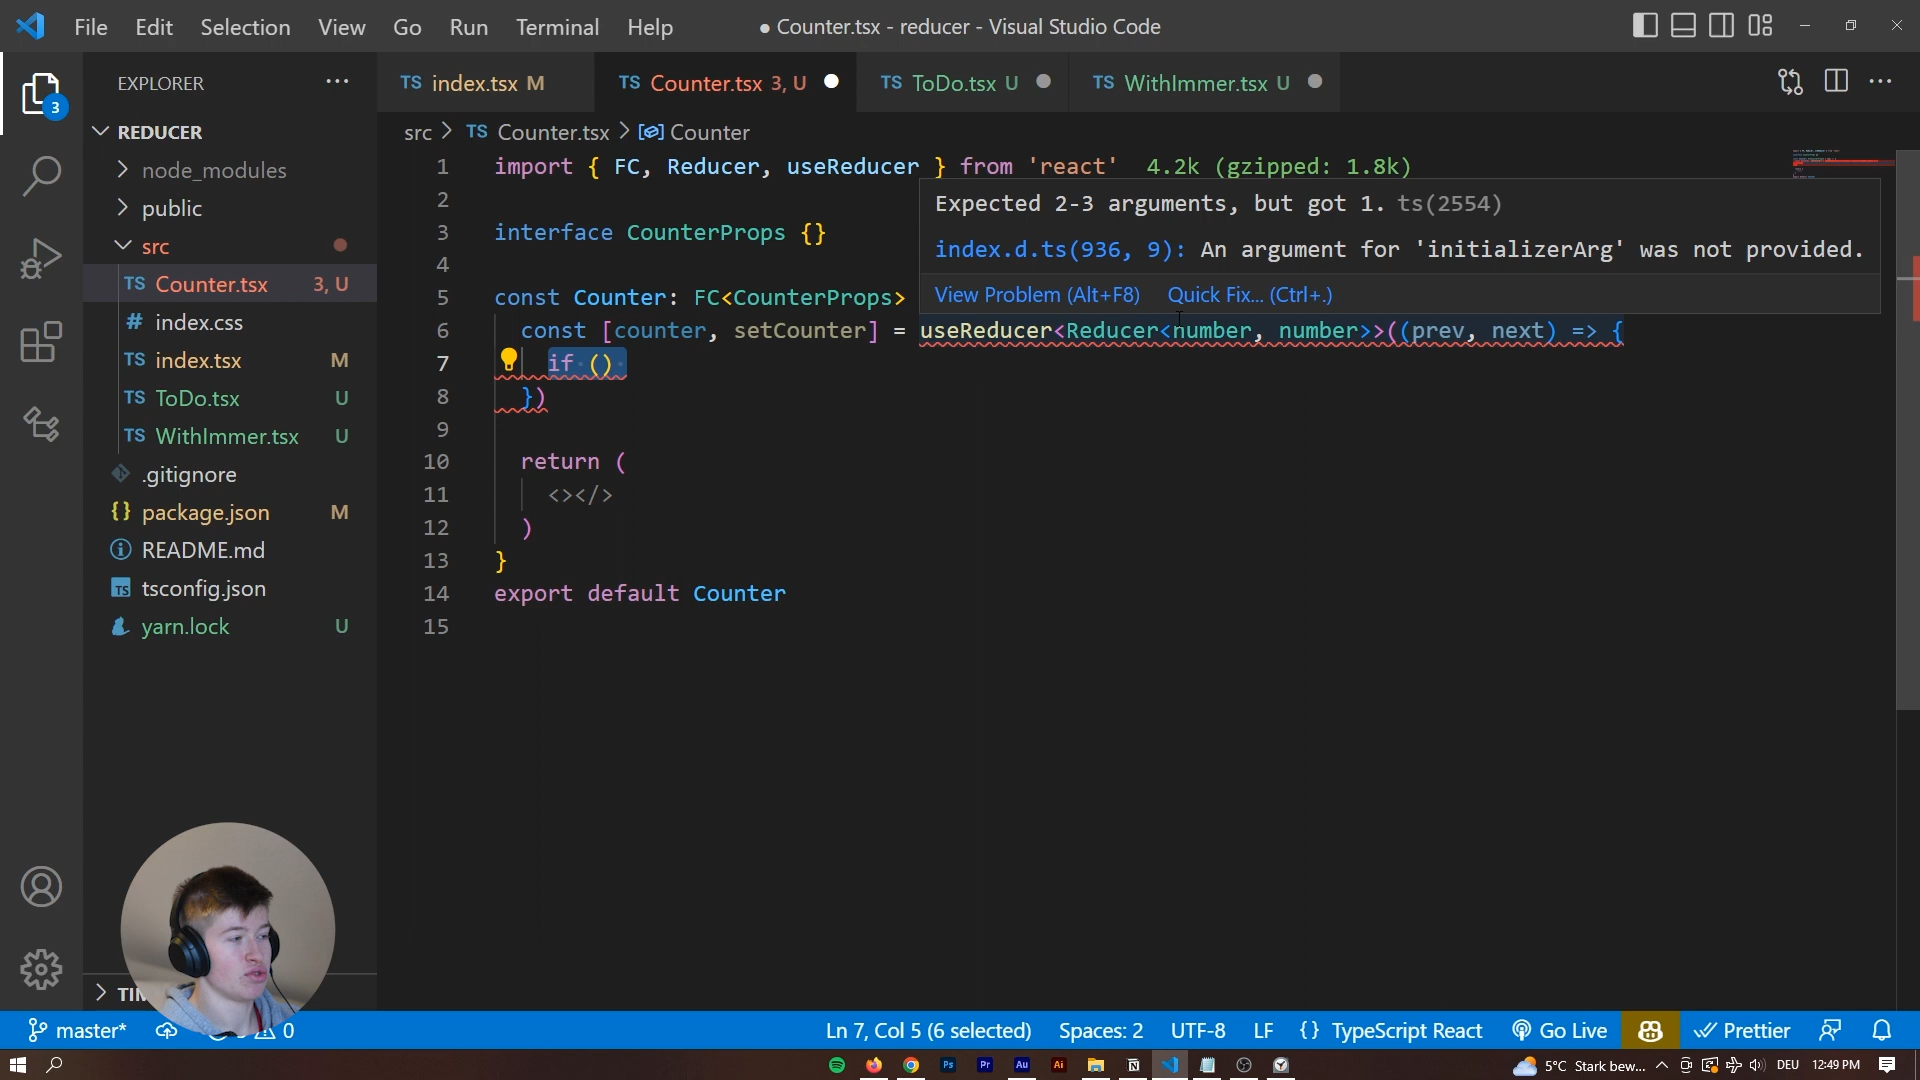 File Edit Selection View Go Run Terminal Help
● Counter.tsx - reducer - Visual Studio Code
EXPLORER
TS index.tsx M
TS Counter.tsx 3, U
TS ToDo.tsx U
TS WithImmer.tsx U
3
REDUCER
node_modules
public
src
TS Counter.tsx 3, U
# index.css
TS index.tsx M
TS ToDo.tsx U
TS WithImmer.tsx U
.gitignore
{} package.json M
README.md
TS tsconfig.json
yarn.lock U
src > TS Counter.tsx > Counter
1 import { FC, Reducer, useReducer } from 'react' 4.2k (gzipped: 1.8k)
2
3 interface CounterProps {}
4
5 const Counter: FC<CounterProps>
6 const [counter, setCounter] = useReducer<Reducer<number, number>>((prev, next) => {
7 if ()
8 })
9
10 return (
11 <></>
12 )
13 }
14 export default Counter
15
Expected 2-3 arguments, but got 1. ts(2554)
index.d.ts(936, 9): An argument for 'initializerArg' was not provided.
View Problem (Alt+F8) Quick Fix... (Ctrl+.)
master* 0 Ln 7, Col 5 (6 selected) Spaces: 2 UTF-8 LF {} TypeScript React Go Live Prettier
Ps Pr Au Ai 5°C Stark bew... DEU 12:49 PM